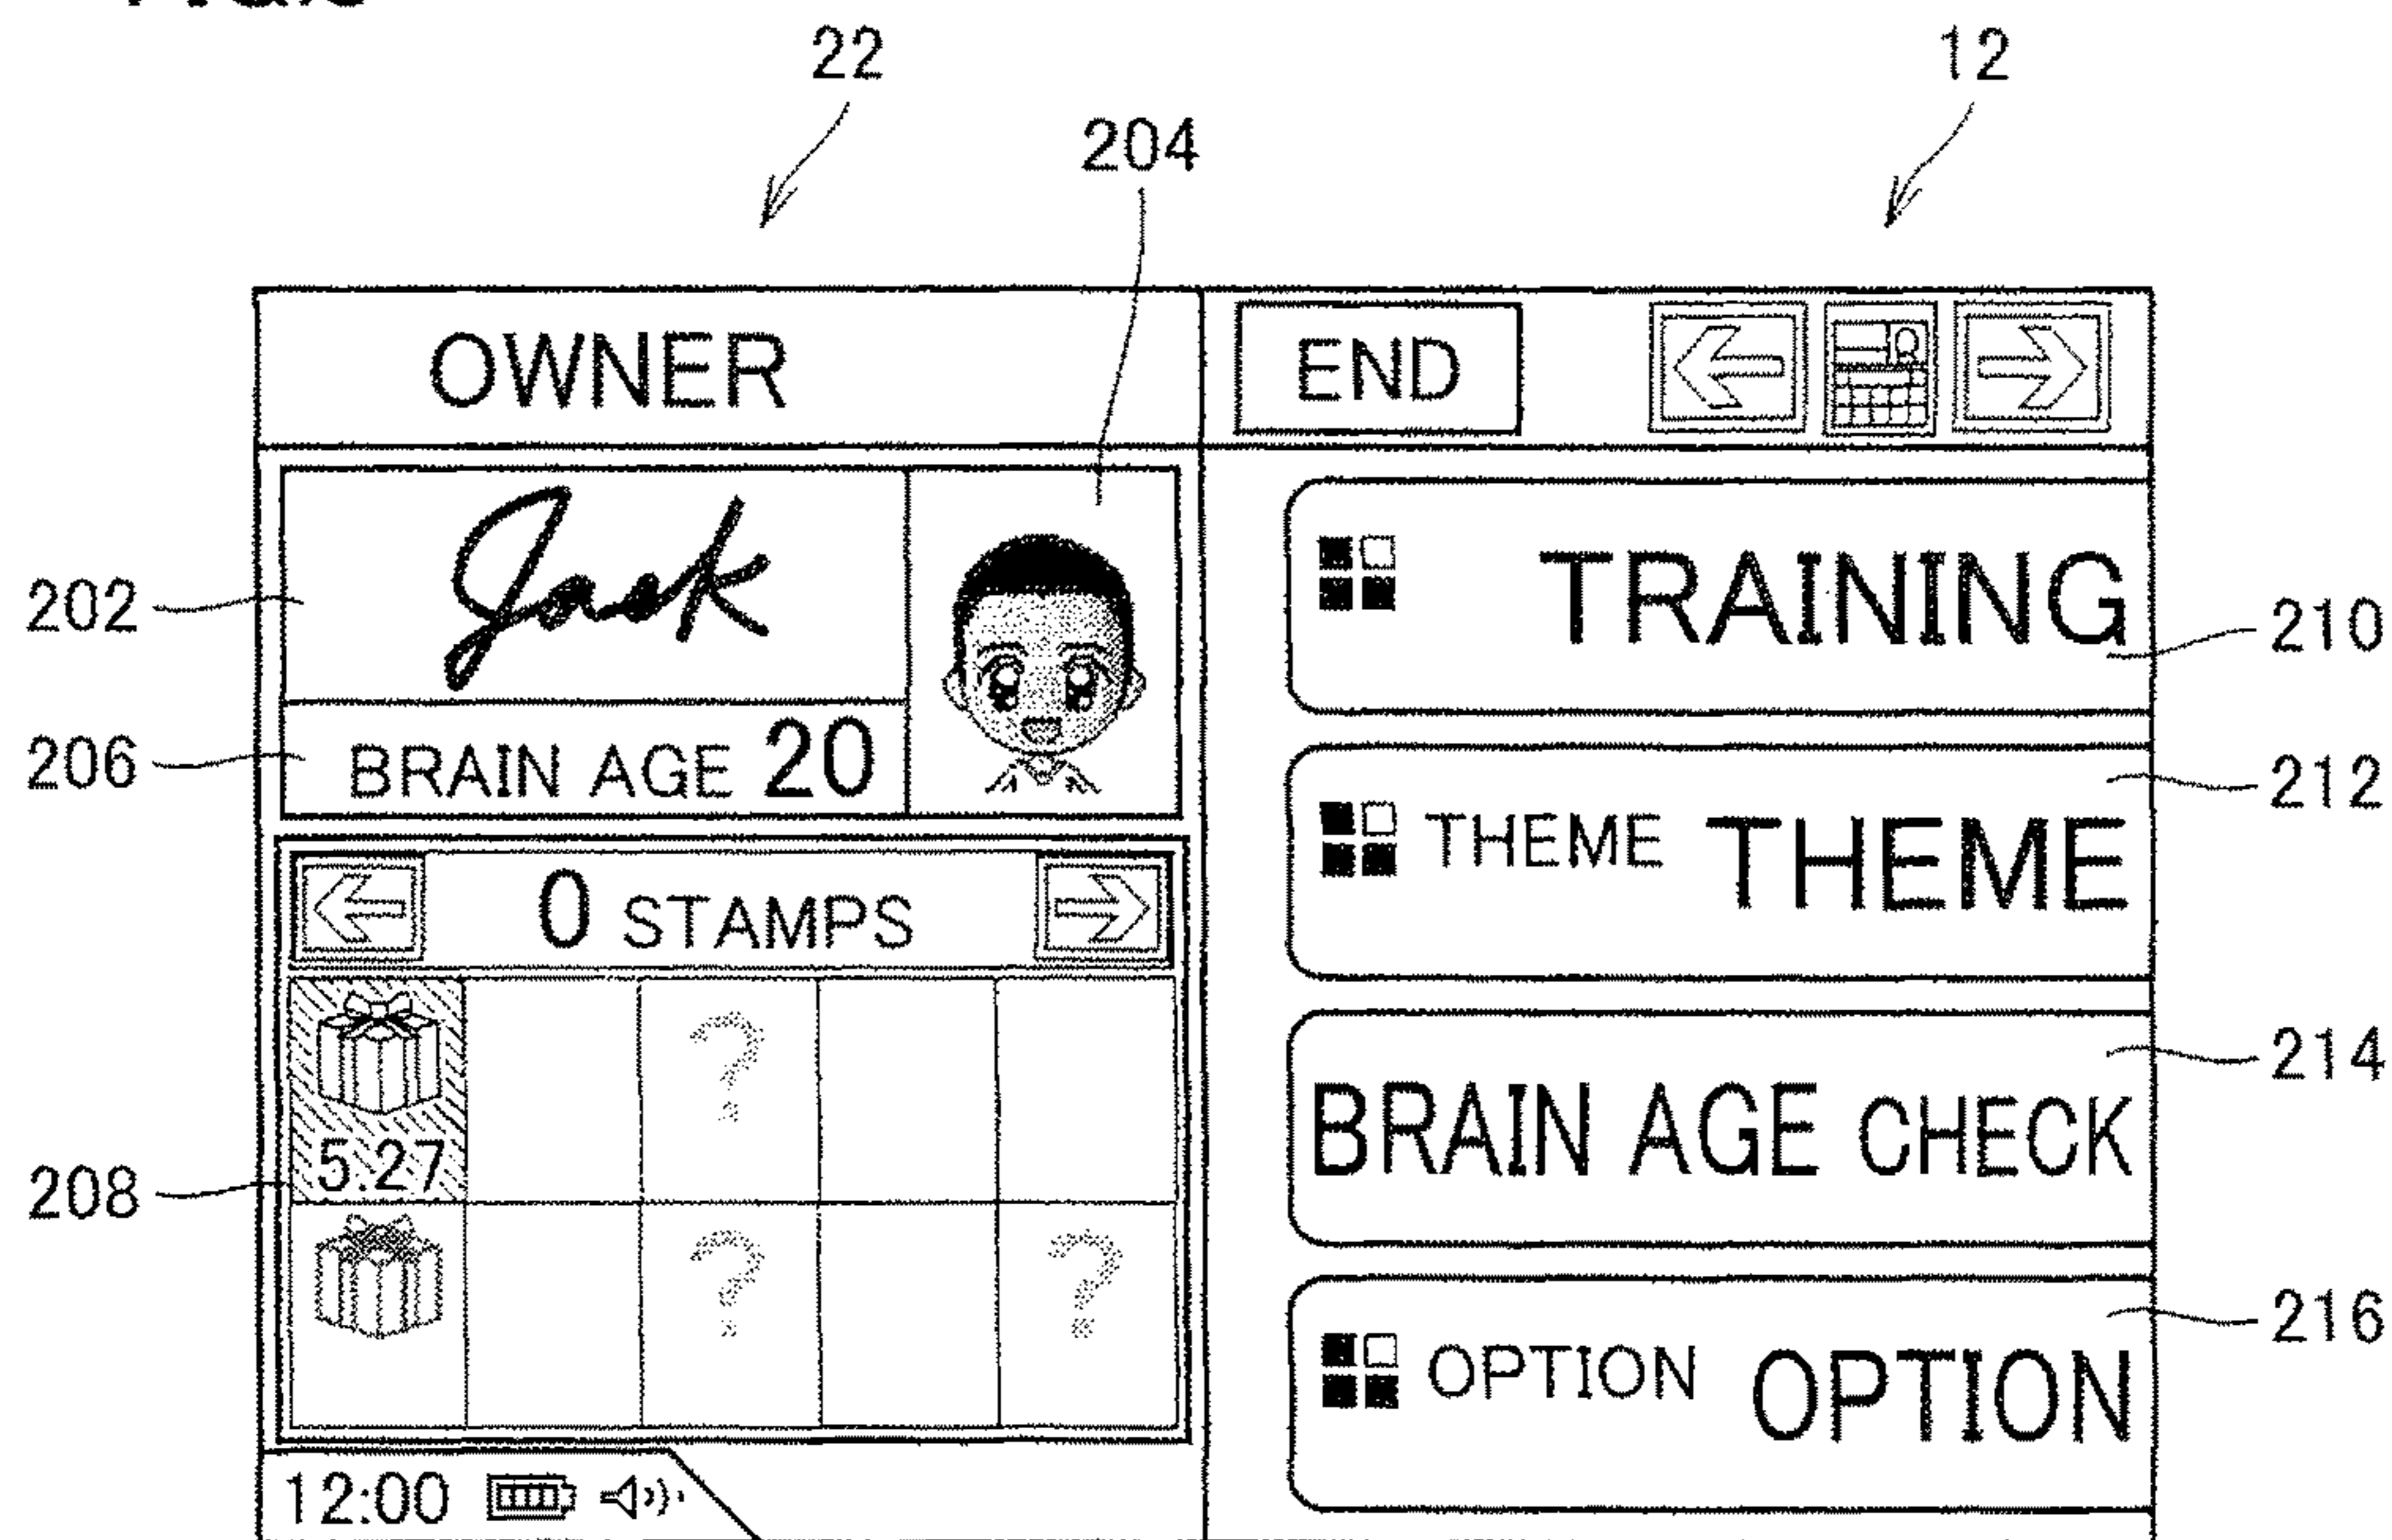 22
12
204
OWNER
END
202
Jack
206
BRAIN AGE 20
0 STAMPS
5.27
208
?
?
?
12:00
TRAINING
210
212
THEME THEME
214
BRAIN AGE CHECK
216
OPTION OPTION